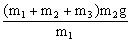 (m₁ + m₂ + m₃)m₂g
m₁